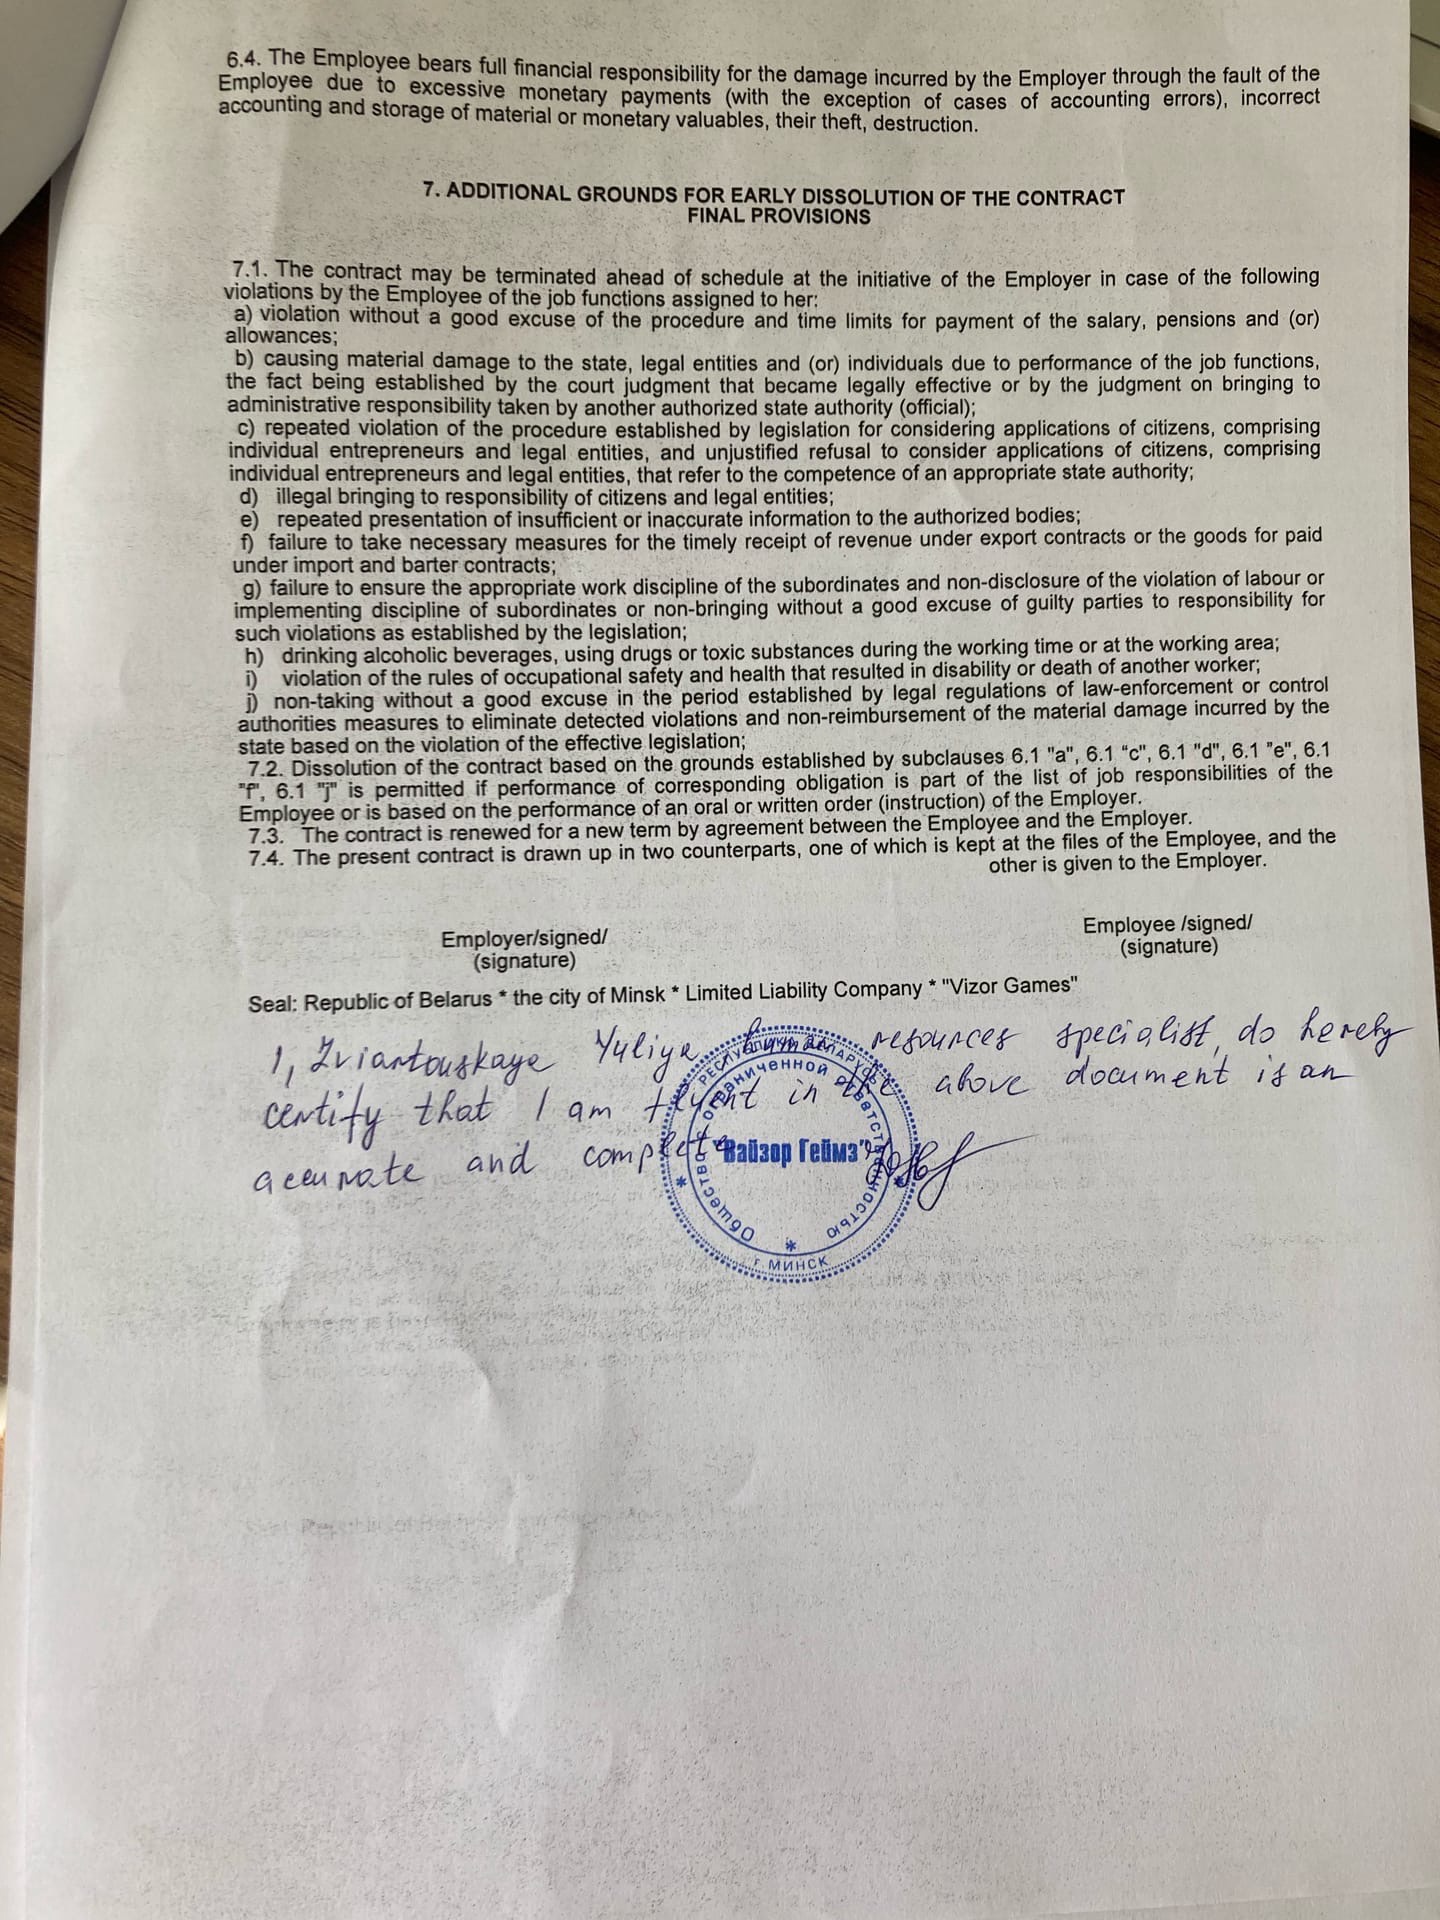 6.4. The Employee bears full financial responsibility for the damage incurred by the Employer through the fault of the
Employee due to excessive monetary payments (with the exception of cases of accounting errors), incorrect
accounting and storage of material or monetary valuables, their theft, destruction.
7. ADDITIONAL GROUNDS FOR EARLY DISSOLUTION OF THE CONTRACT
FINAL PROVISIONS
7.1. The contract may be terminated ahead of schedule at the initiative of the Employer in case of the following
violations by the Employee of the job functions assigned to her:
a) violation without a good excuse of the procedure and time limits for payment of the salary, pensions and (or)
allowances;
b) causing material damage to the state, legal entities and (or) individuals due to performance of the job functions,
the fact being established by the court judgment that became legally effective or by the judgment on bringing to
administrative responsibility taken by another authorized state authority (official);
c) repeated violation of the procedure established by legislation for considering applications of citizens, comprising
individual entrepreneurs and legal entities, and unjustified refusal to consider applications of citizens, comprising
individual entrepreneurs and legal entities, that refer to the competence of an appropriate state authority;
d) illegal bringing to responsibility of citizens and legal entities;
e) repeated presentation of insufficient or inaccurate information to the authorized bodies;
f) failure to take necessary measures for the timely receipt of revenue under export contracts or the goods for paid
under import and barter contracts;
g) failure to ensure the appropriate work discipline of the subordinates and non-disclosure of the violation of labour or
implementing discipline of subordinates or non-bringing without a good excuse of guilty parties to responsibility for
such violations as established by the legislation;
h) drinking alcoholic beverages, using drugs or toxic substances during the working time or at the working area;
i) violation of the rules of occupational safety and health that resulted in disability or death of another worker;
j) non-taking without a good excuse in the period established by legal regulations of law-enforcement or control
authorities measures to eliminate detected violations and non-reimbursement of the material damage incurred by the
state based on the violation of the effective legislation;
7.2. Dissolution of the contract based on the grounds established by subclauses 6.1 "a", 6.1 "c", 6.1 "d", 6.1 "e", 6.1
"f", 6.1 "j" is permitted if performance of corresponding obligation is part of the list of job responsibilities of the
Employee or is based on the performance of an oral or written order (instruction) of the Employer.
7.3. The contract is renewed for a new term by agreement between the Employee and the Employer.
7.4. The present contract is drawn up in two counterparts, one of which is kept at the files of the Employee, and the
other is given to the Employer.
Employer/signed/
(signature)
Employee /signed/
(signature)
Seal: Republic of Belarus * the city of Minsk * Limited Liability Company * "Vizor Games"
I, Zviartouskaya Yuliya, human resources specialist, do hereby
certify that I am fluent in the above document is an
accurate and complete
РЕСПУБЛИКА БЕЛАРУСЬ
Общество с ограниченной ответственностью
"Вайзор Геймз"
г. МИНСК